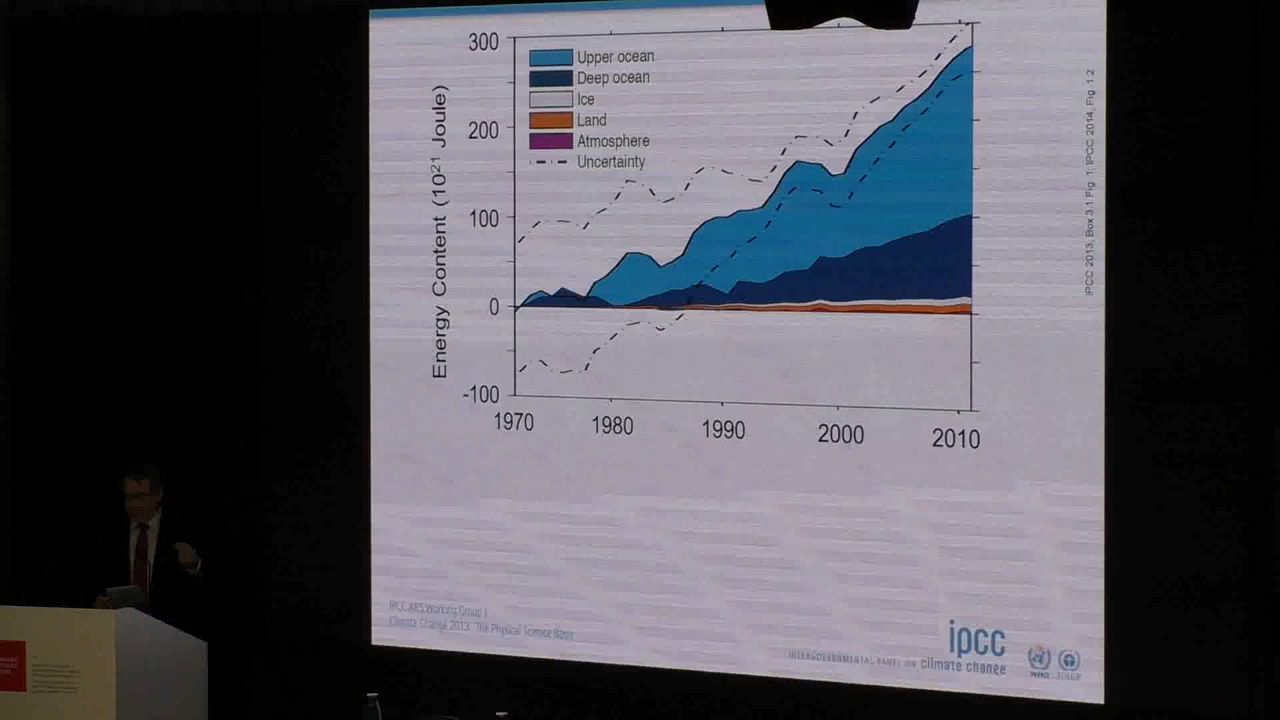 300
200
100
0
-100
Energy Content (10²¹ Joule)
Upper ocean
Deep ocean
Ice
Land
Atmosphere
Uncertainty
1970
1980
1990
2000
2010
IPCC 2013, Box 3.1 Fig. 1; IPCC 2014, Fig. 1.2
IPCC AR5 Working Group I
Climate Change 2013: The Physical Science Basis
ipcc
INTERGOVERNMENTAL PANEL ON climate change
WMO
UNEP